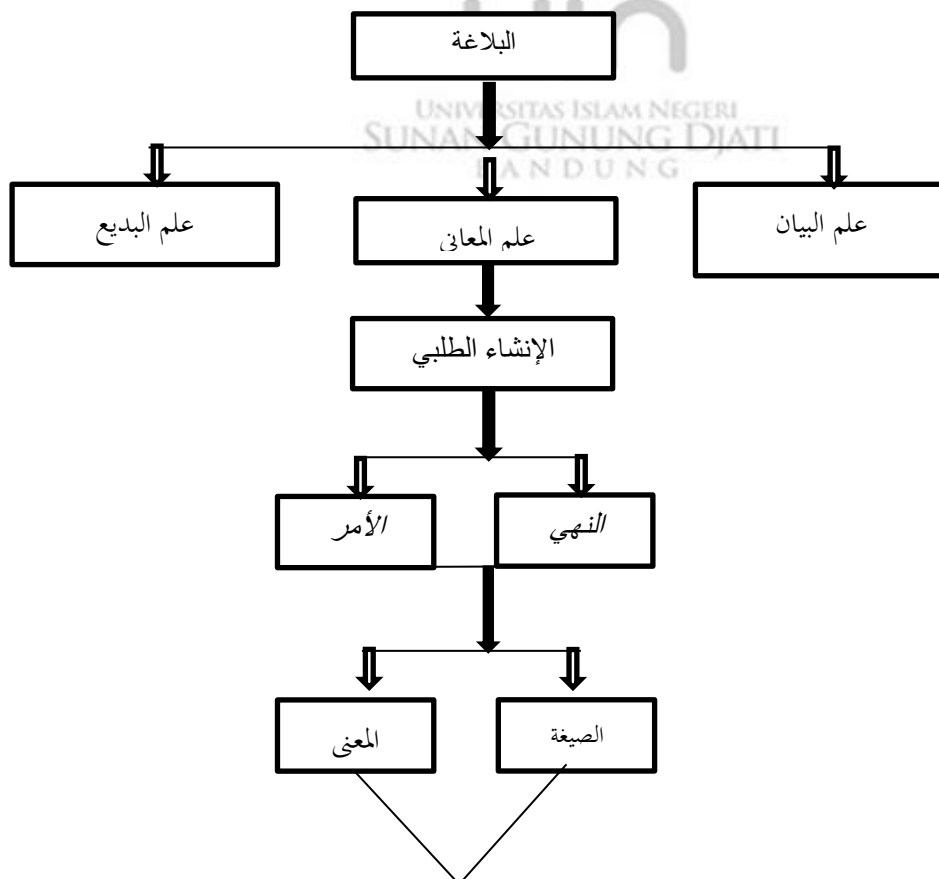 البلاغة
UNIVERSITAS ISLAM NEGERI
SUNAN GUNUNG DJATI
BANDUNG
علم البيان
علم المعاني
علم البديع
الإنشاء الطلبي
النهي
الأمر
الصيغة
المعنى